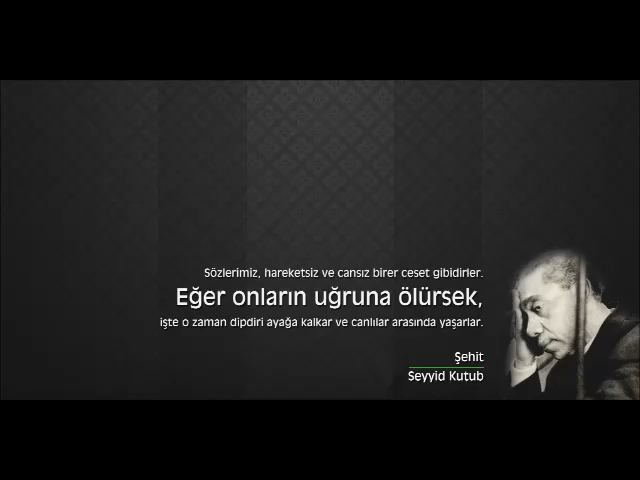 Sözlerimiz, hareketsiz ve cansız birer ceset gibidirler.
Eğer onların uğruna ölürsek,
işte o zaman dipdiri ayağa kalkar ve canlılar arasında yaşarlar.
Şehit
Seyyid Kutub